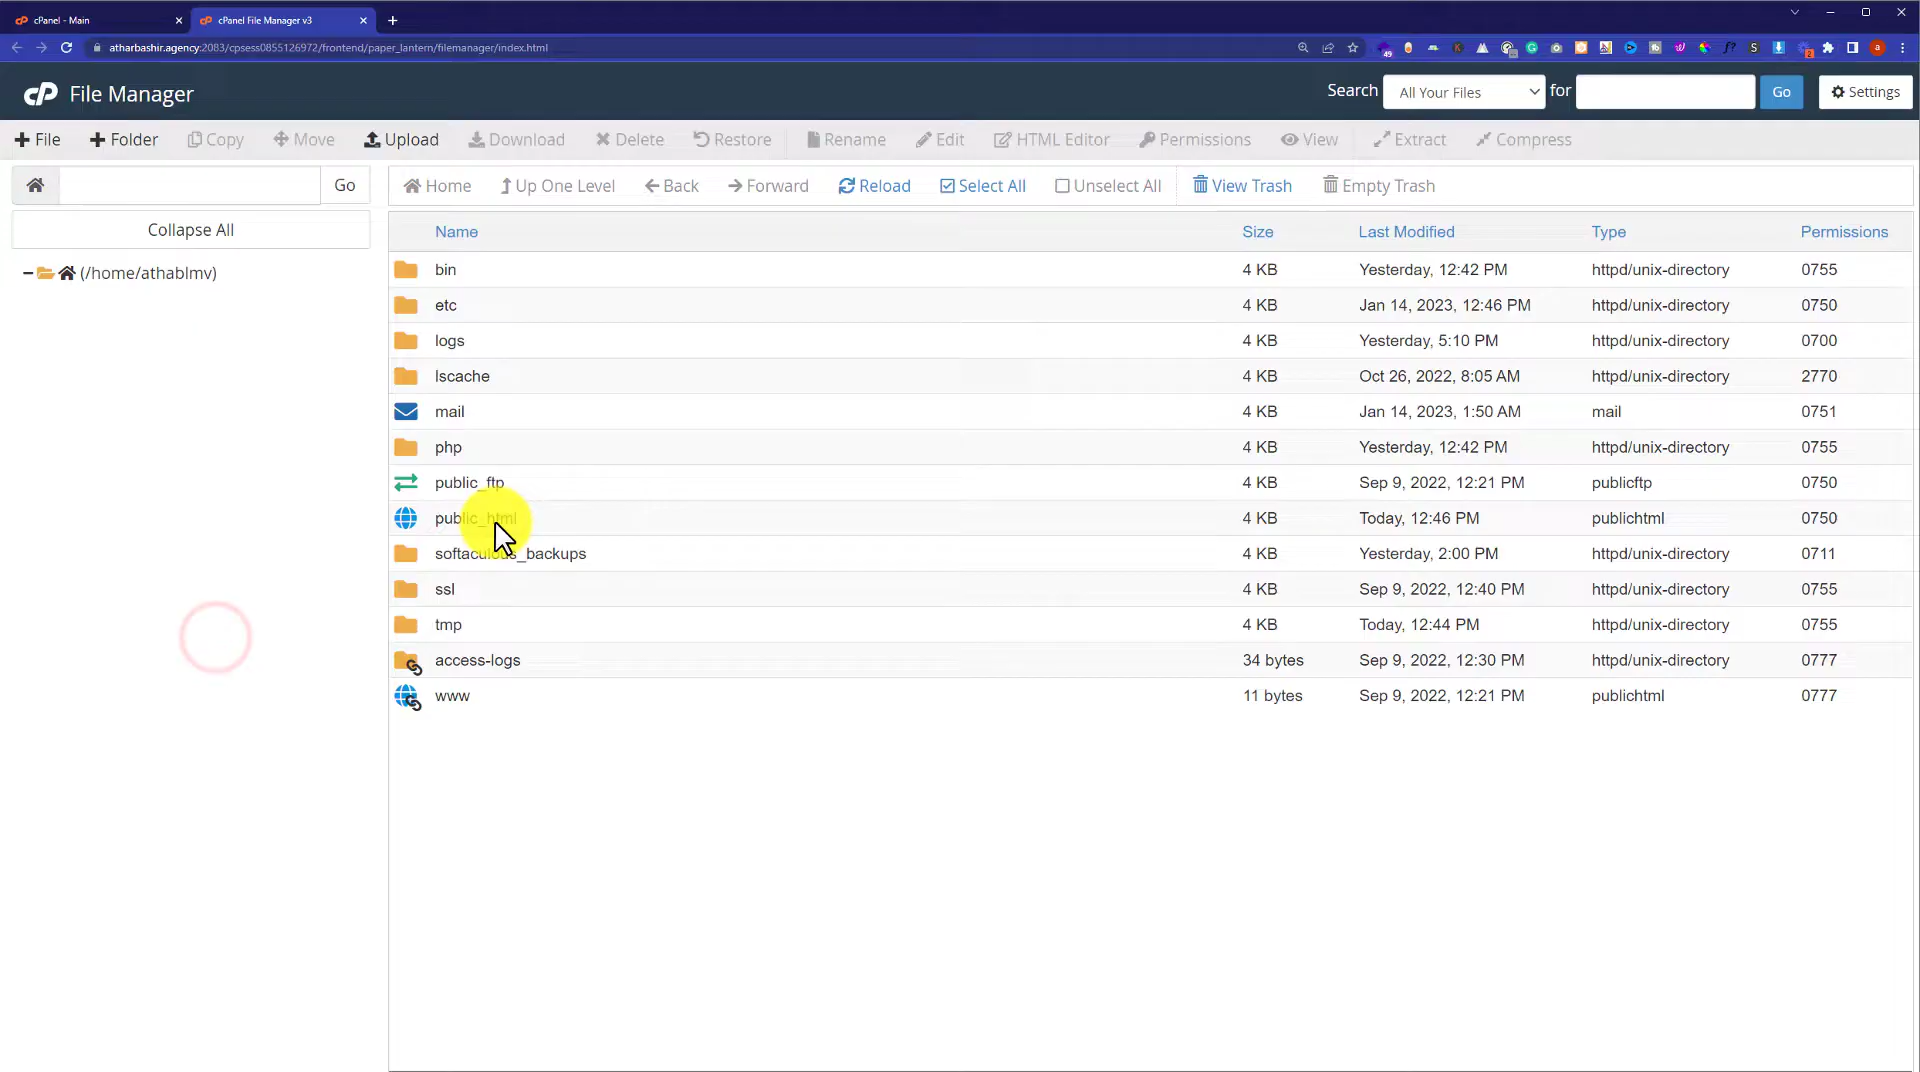 cPanel - Main
cPanel File Manager v3
atharbashir.agency:2083/cpsess0855126972/frontend/paper_lantern/filemanager/index.html
cP File Manager
Search All Your Files for Go Settings
File Folder Copy Move Upload Download Delete Restore Rename Edit HTML Editor Permissions View Extract Compress
Go Home Up One Level Back Forward Reload Select All Unselect All View Trash Empty Trash
Collapse All
(/home/athablmv)
Name Size Last Modified Type Permissions
bin 4 KB Yesterday, 12:42 PM httpd/unix-directory 0755
etc 4 KB Jan 14, 2023, 12:46 PM httpd/unix-directory 0750
logs 4 KB Yesterday, 5:10 PM httpd/unix-directory 0700
lscache 4 KB Oct 26, 2022, 8:05 AM httpd/unix-directory 2770
mail 4 KB Jan 14, 2023, 1:50 AM mail 0751
php 4 KB Yesterday, 12:42 PM httpd/unix-directory 0755
public_ftp 4 KB Sep 9, 2022, 12:21 PM publicftp 0750
public_html 4 KB Today, 12:46 PM publichtml 0750
softaculous_backups 4 KB Yesterday, 2:00 PM httpd/unix-directory 0711
ssl 4 KB Sep 9, 2022, 12:40 PM httpd/unix-directory 0755
tmp 4 KB Today, 12:44 PM httpd/unix-directory 0755
access-logs 34 bytes Sep 9, 2022, 12:30 PM httpd/unix-directory 0777
www 11 bytes Sep 9, 2022, 12:21 PM publichtml 0777